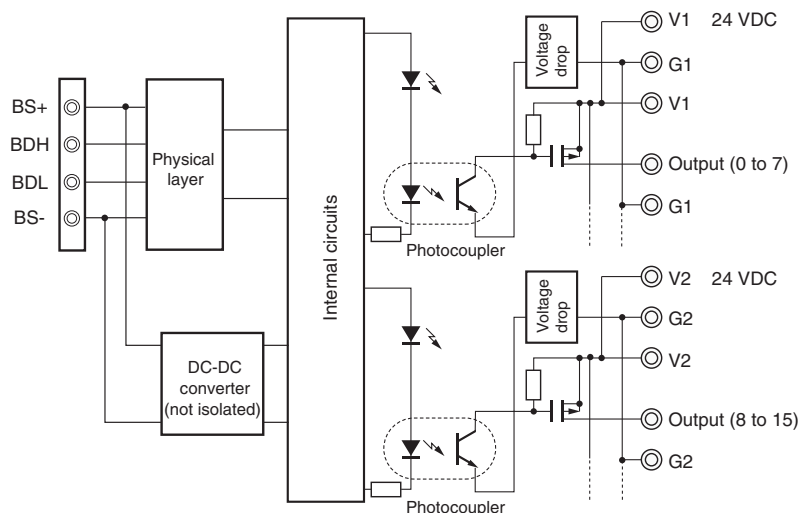 V1 24 VDC
Voltage
drop
G1
BS+
V1
BDH
Physical
layer
Output (0 to 7)
BDL
G1
BS-
Photocoupler
Internal circuits
V2 24 VDC
Voltage
drop
G2
V2
DC-DC
converter
(not isolated)
Output (8 to 15)
G2
Photocoupler